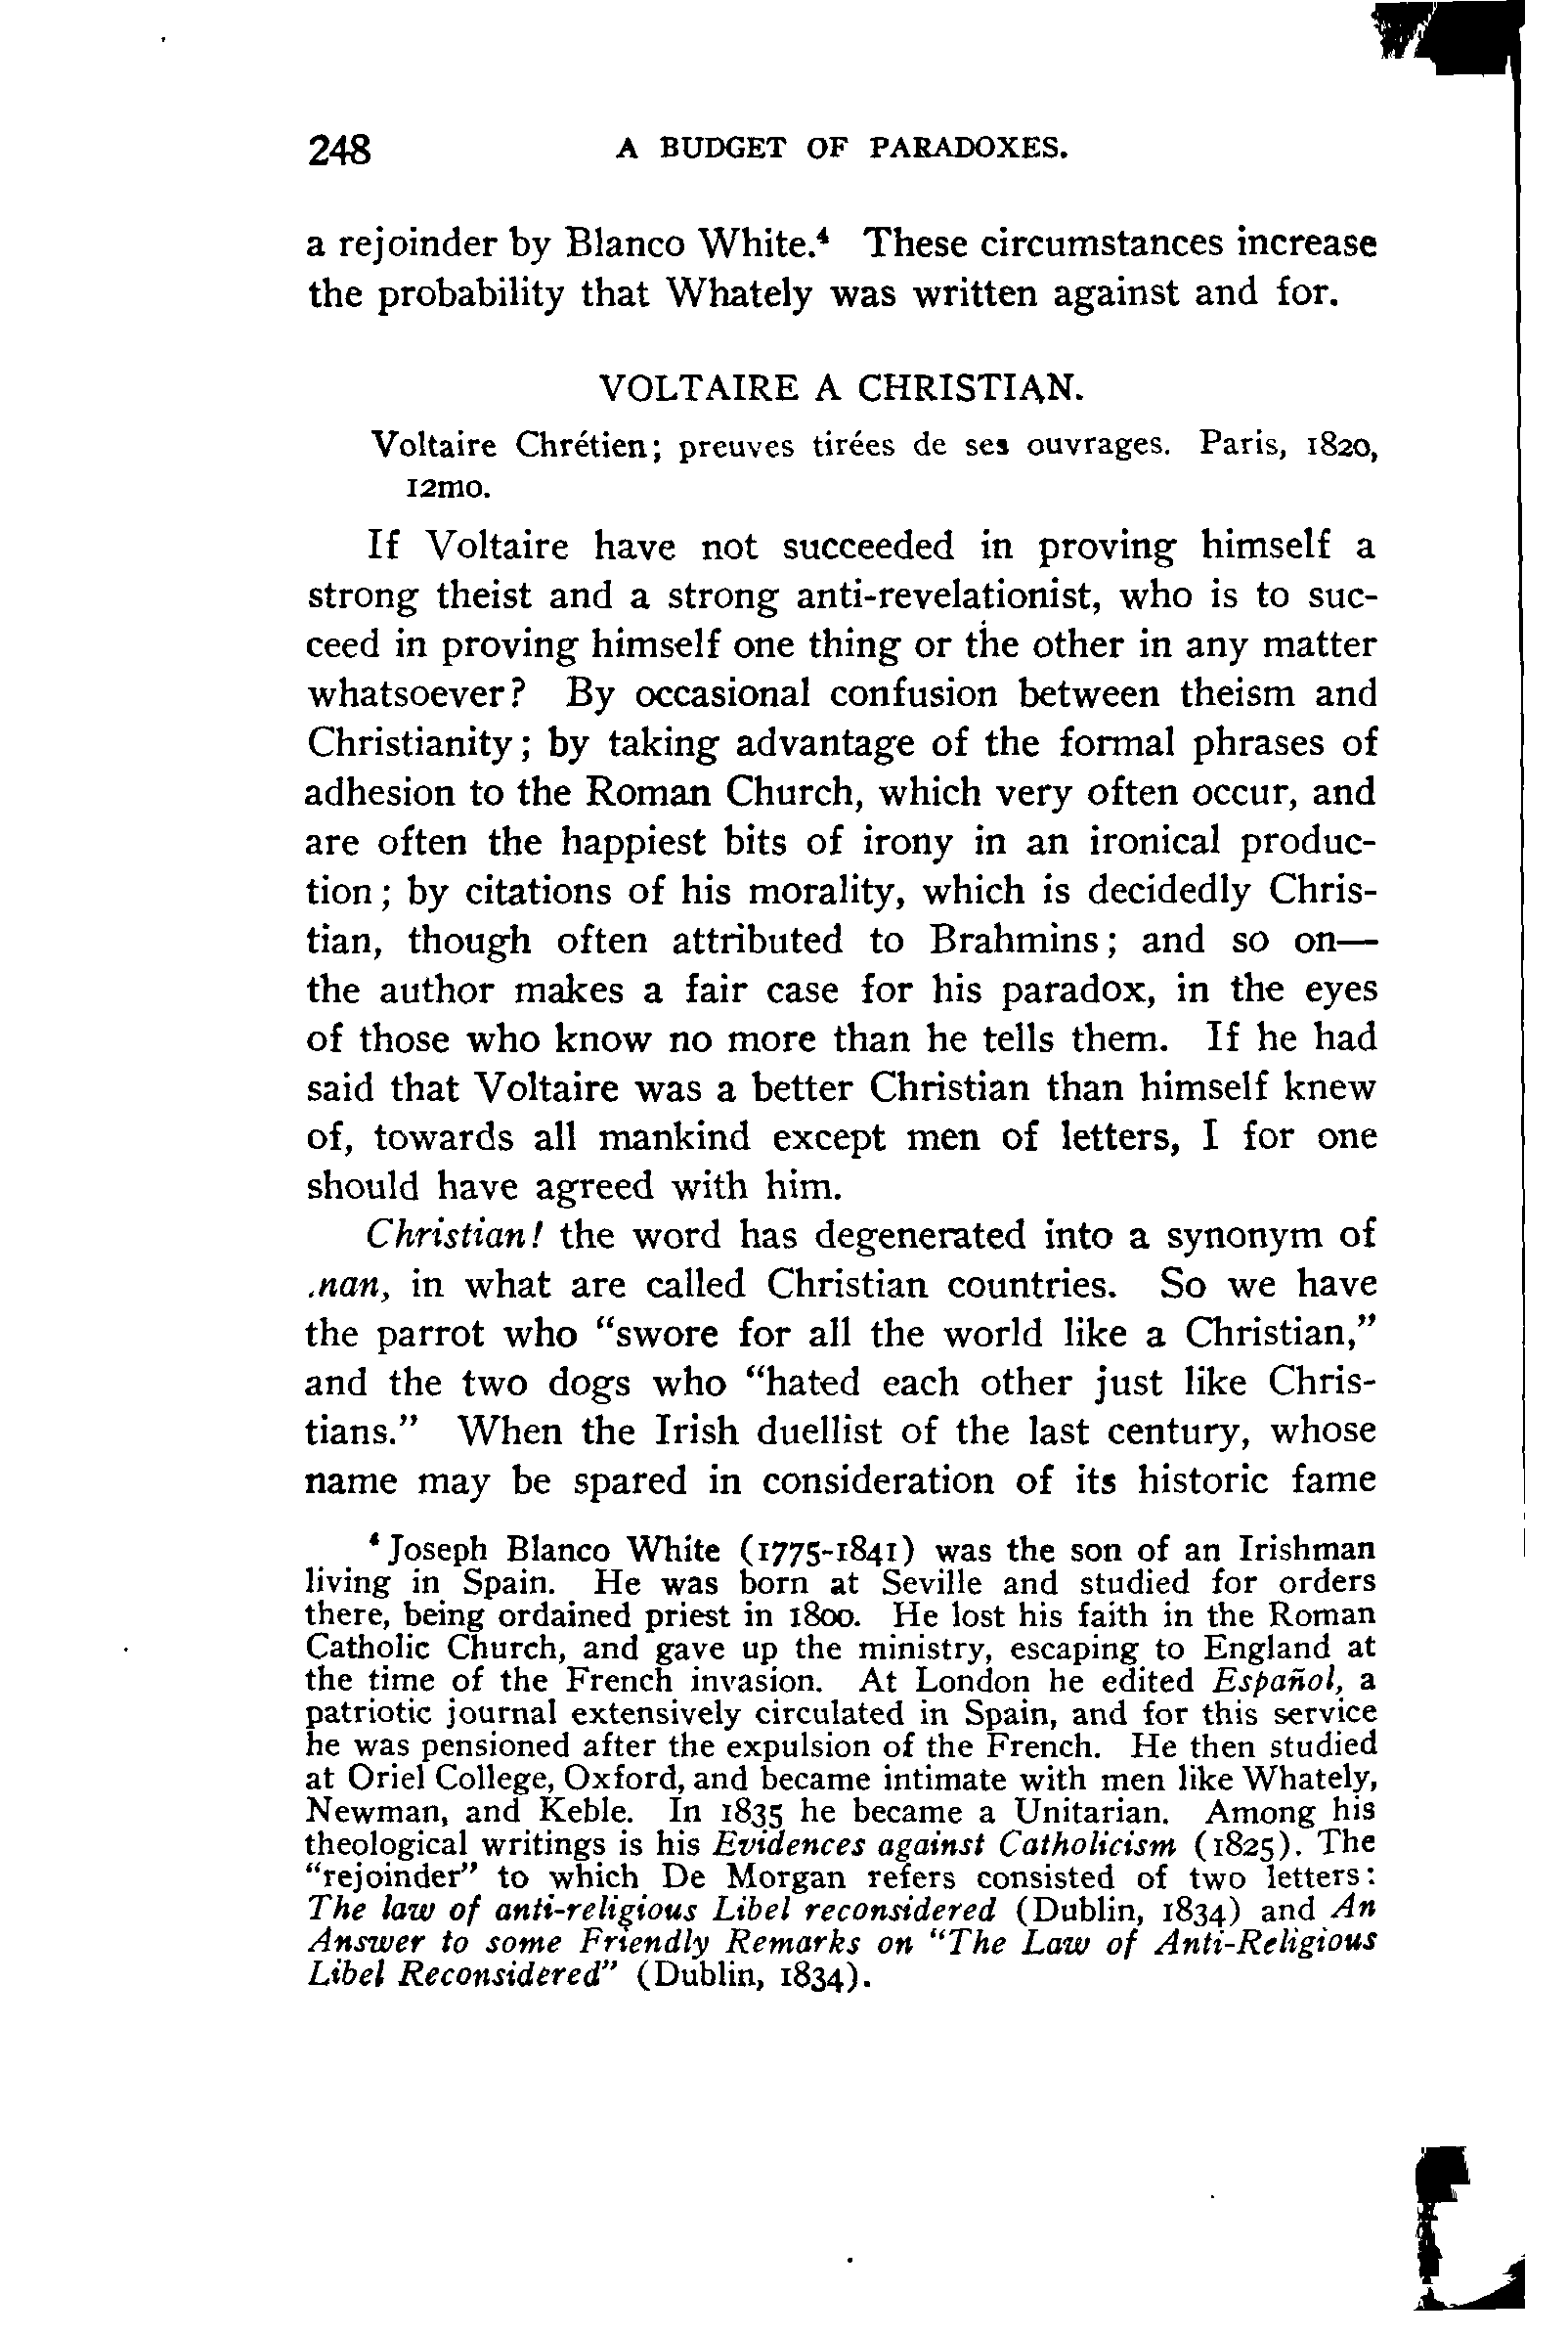 248 A BUDGET OF PARADOXES.
a rejoinder by Blanco White.⁴ These circumstances increase
the probability that Whately was written against and for.
VOLTAIRE A CHRISTIAN.
Voltaire Chrétien; preuves tirées de ses ouvrages. Paris, 1820,
12mo.
If Voltaire have not succeeded in proving himself a
strong theist and a strong anti-revelationist, who is to suc-
ceed in proving himself one thing or the other in any matter
whatsoever? By occasional confusion between theism and
Christianity; by taking advantage of the formal phrases of
adhesion to the Roman Church, which very often occur, and
are often the happiest bits of irony in an ironical produc-
tion; by citations of his morality, which is decidedly Chris-
tian, though often attributed to Brahmins; and so on—
the author makes a fair case for his paradox, in the eyes
of those who know no more than he tells them. If he had
said that Voltaire was a better Christian than himself knew
of, towards all mankind except men of letters, I for one
should have agreed with him.
Christian! the word has degenerated into a synonym of
.nan, in what are called Christian countries. So we have
the parrot who “swore for all the world like a Christian,”
and the two dogs who “hated each other just like Chris-
tians.” When the Irish duellist of the last century, whose
name may be spared in consideration of its historic fame
⁴ Joseph Blanco White (1775-1841) was the son of an Irishman
living in Spain. He was born at Seville and studied for orders
there, being ordained priest in 1800. He lost his faith in the Roman
Catholic Church, and gave up the ministry, escaping to England at
the time of the French invasion. At London he edited Español, a
patriotic journal extensively circulated in Spain, and for this service
he was pensioned after the expulsion of the French. He then studied
at Oriel College, Oxford, and became intimate with men like Whately,
Newman, and Keble. In 1835 he became a Unitarian. Among his
theological writings is his Evidences against Catholicism (1825). The
“rejoinder” to which De Morgan refers consisted of two letters:
The law of anti-religious Libel reconsidered (Dublin, 1834) and An
Answer to some Friendly Remarks on “The Law of Anti-Religious
Libel Reconsidered” (Dublin, 1834).